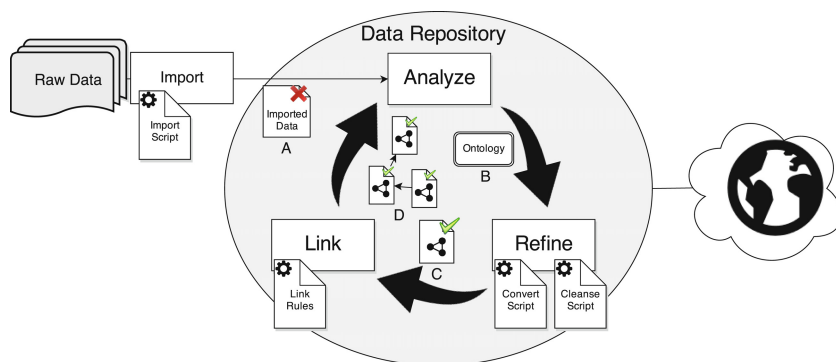 Data Repository
Raw Data
Import
Analyze
Import
Script
Imported
Data
A
Ontology
B
D
Link
C
Refine
Link
Rules
Convert
Script
Cleanse
Script